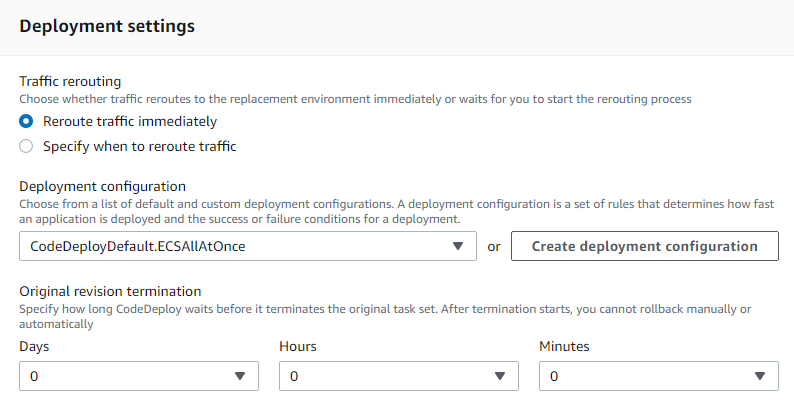 Deployment settings
Traffic rerouting
Choose whether traffic reroutes to the replacement environment immediately or waits for you to start the rerouting process
Reroute traffic immediately
Specify when to reroute traffic
Deployment configuration
Choose from a list of default and custom deployment configurations. A deployment configuration is a set of rules that determines how fast
an application is deployed and the success or failure conditions for a deployment.
CodeDeployDefault.ECSAllAtOnce or Create deployment configuration
Original revision termination
Specify how long CodeDeploy waits before it terminates the original task set. After termination starts, you cannot rollback manually or
automatically
Days Hours Minutes
0 0 0